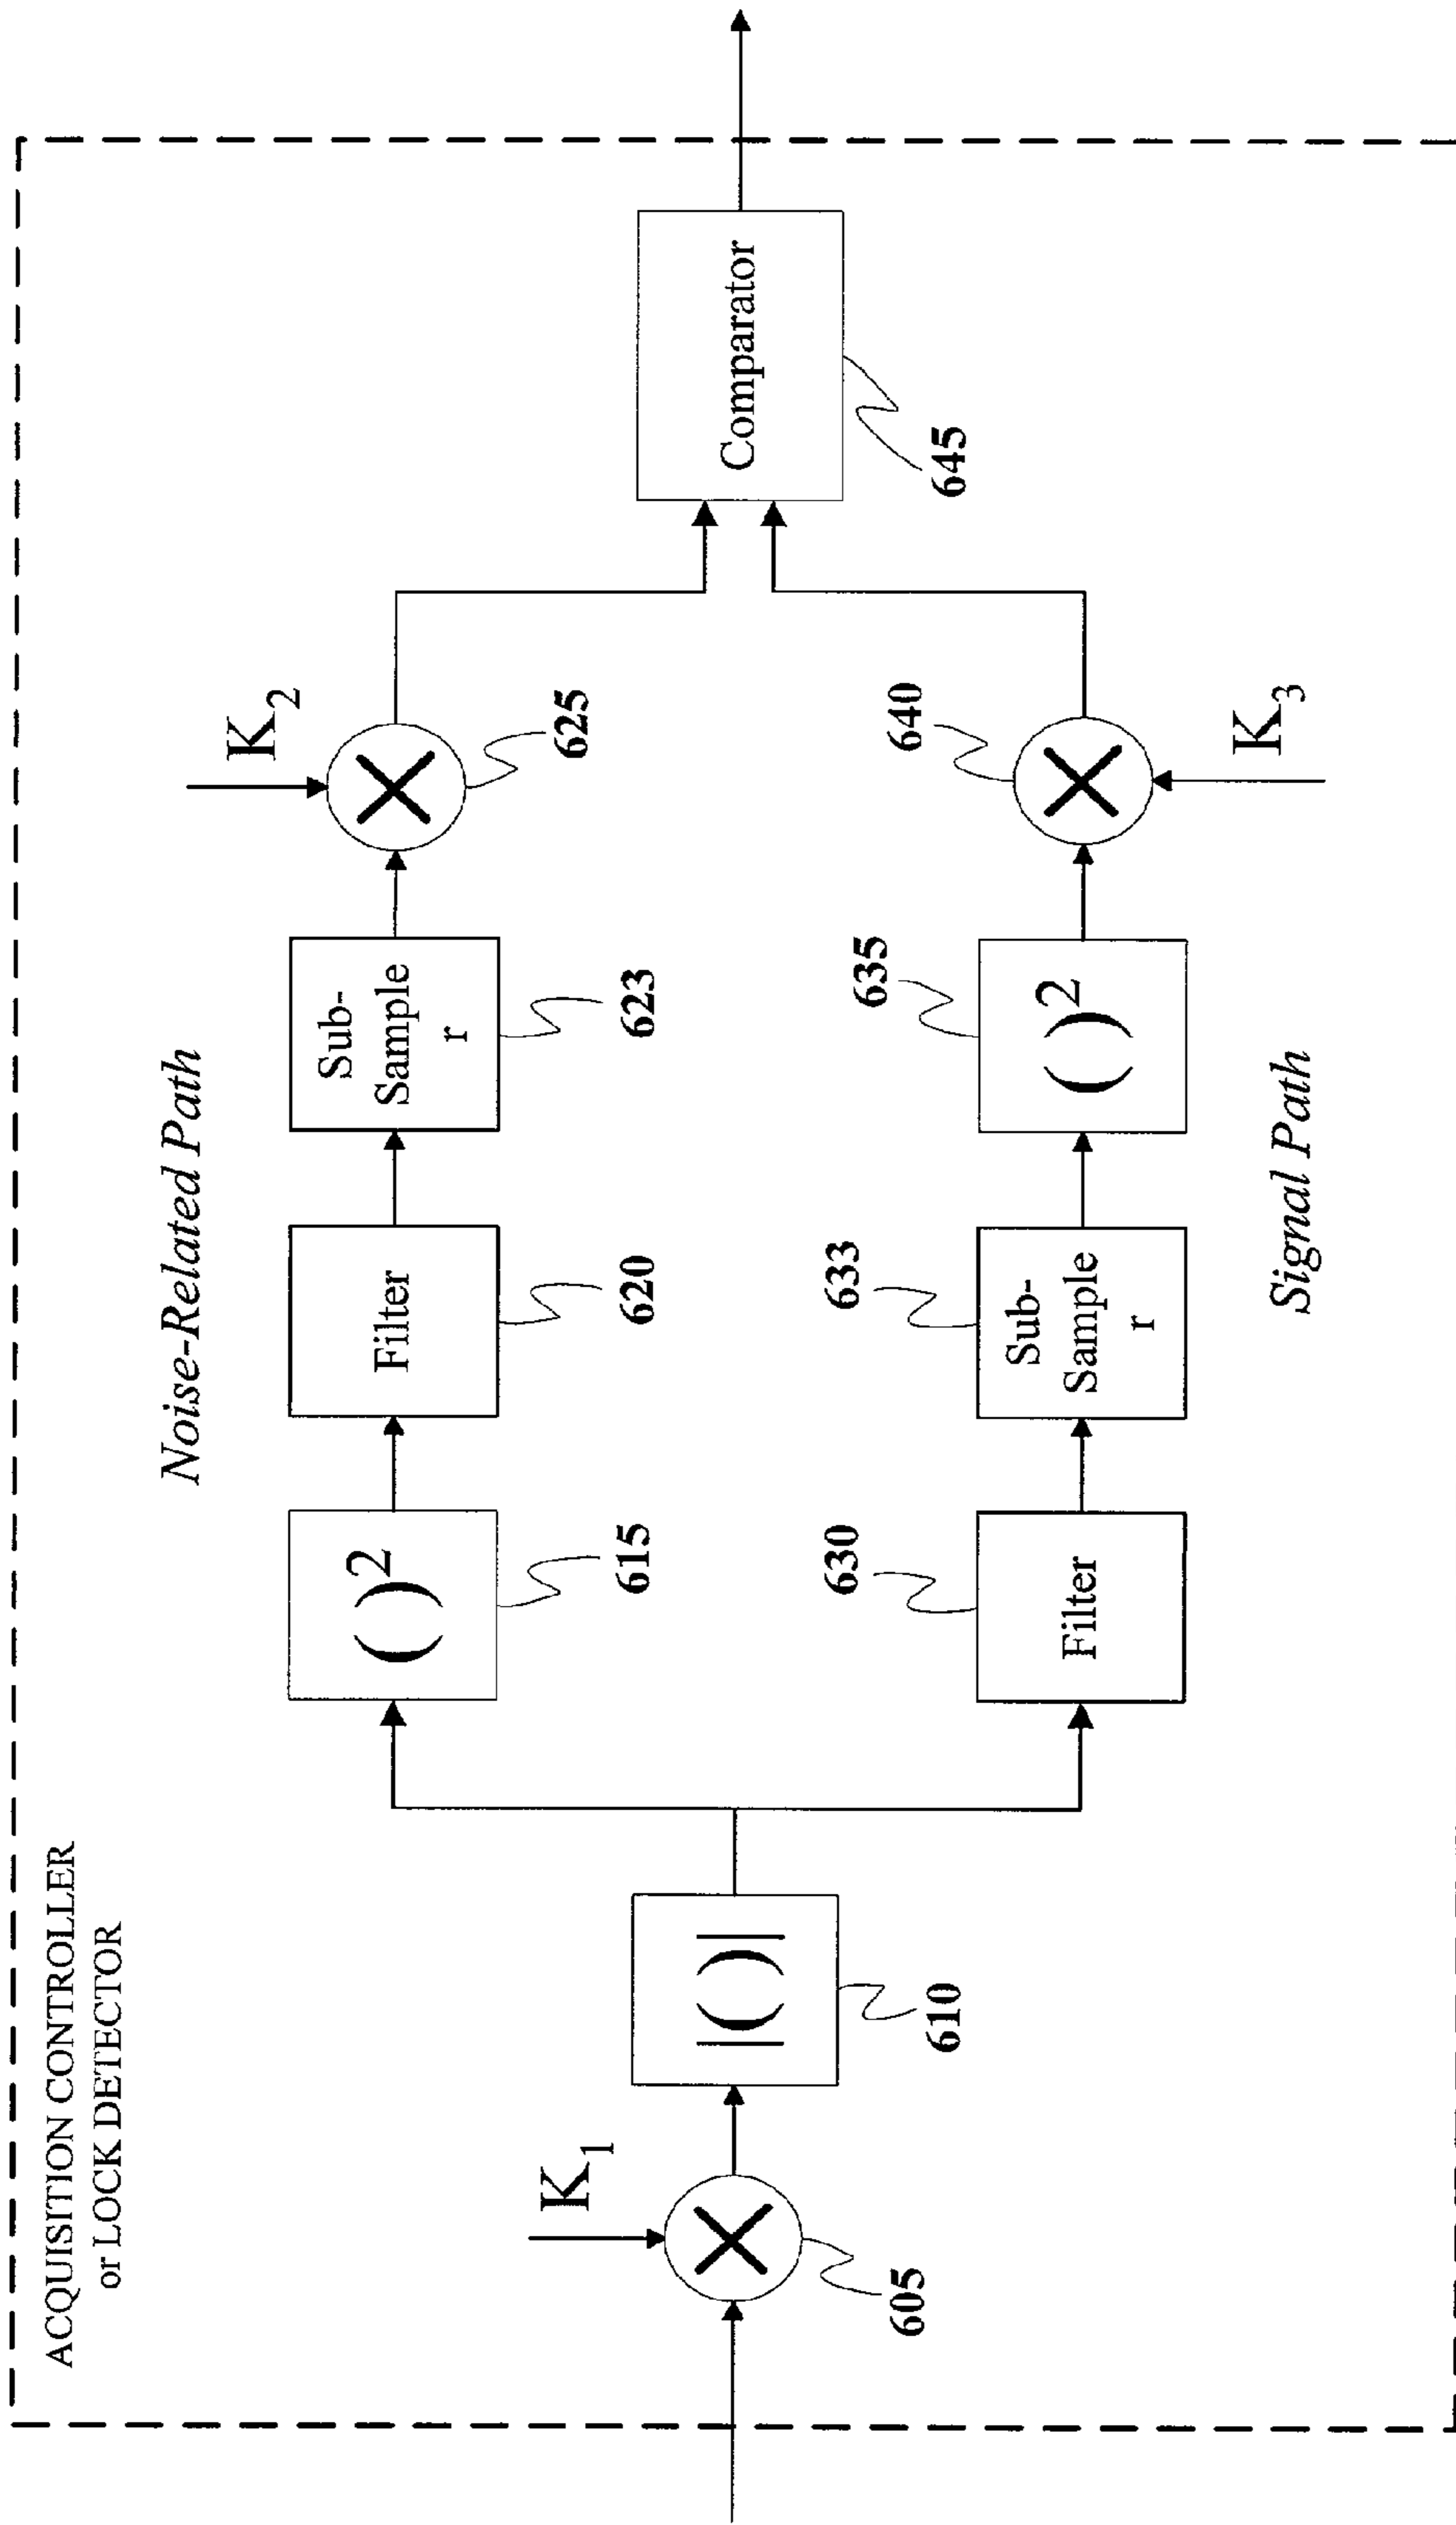 ACQUISITION CONTROLLER
or LOCK DETECTOR
Noise-Related Path
K1
605
|( )|
610
( )2
615
Filter
620
Sub-
Sample
r
623
K2
625
Filter
630
Sub-
Sample
r
633
( )2
635
640
K3
Signal Path
Comparator
645